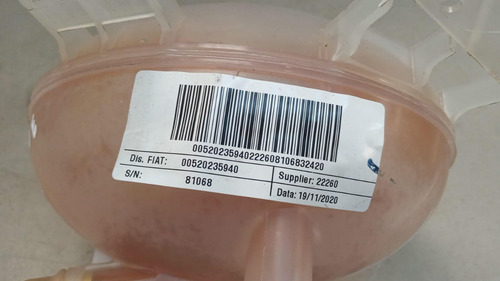 00520235940222608106832420
Dis. FIAT: 00520235940
Supplier: 22260
S/N: 81068
Data: 19/11/2020